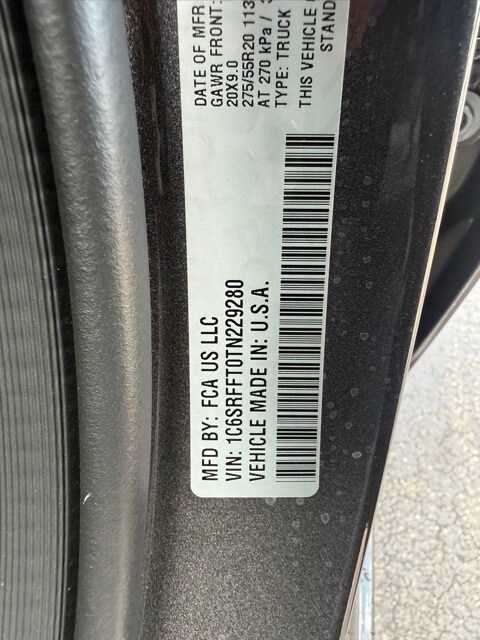 MFD BY: FCA US LLC
VIN: 1C6SRFFT0TN229280
VEHICLE MADE IN: U.S.A.
DATE OF MFR
GAWR FRONT:
20X9.0
275/55R20 113
AT 270 kPa /
TYPE: TRUCK
THIS VEHICLE
STAND